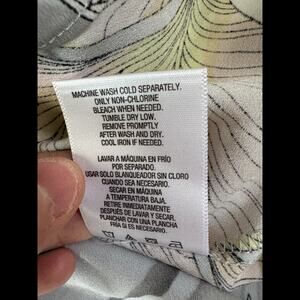 MACHINE WASH COLD SEPARATELY.
ONLY NON-CHLORINE
BLEACH WHEN NEEDED.
TUMBLE DRY LOW.
REMOVE PROMPTLY
AFTER WASH AND DRY.
COOL IRON IF NEEDED.
LAVAR A MÁQUINA EN FRÍO
POR SEPARADO.
USAR SOLO BLANQUEADOR SIN CLORO
CUANDO SEA NECESARIO.
SECAR EN MÁQUINA
A TEMPERATURA BAJA.
RETIRE INMEDIATAMENTE
DESPUÉS DE LAVAR Y SECAR.
PLANCHAR CON UNA PLANCHA
FRÍA SI ES NECESARIO.